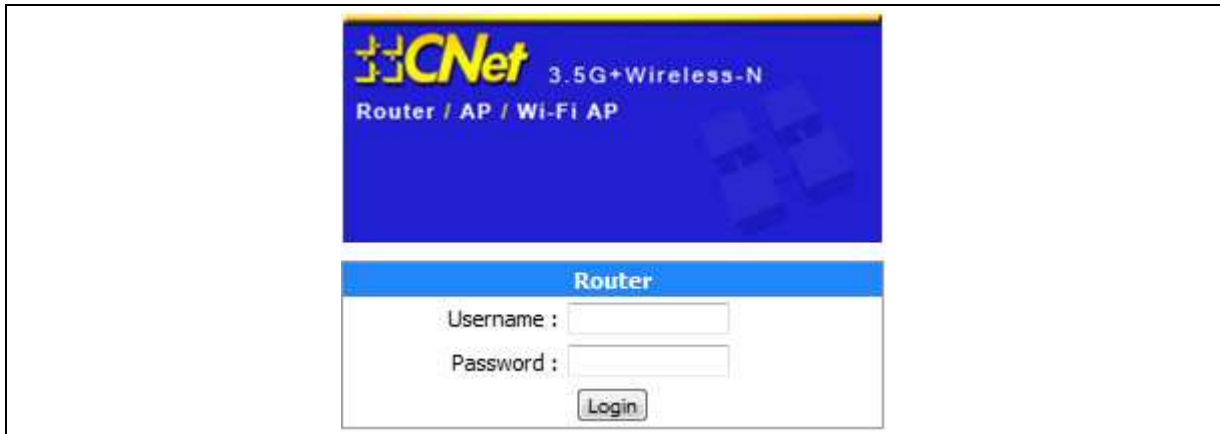 CNet 3.5G+Wireless-N
Router / AP / Wi-Fi AP
Router
Username :
Password :
Login